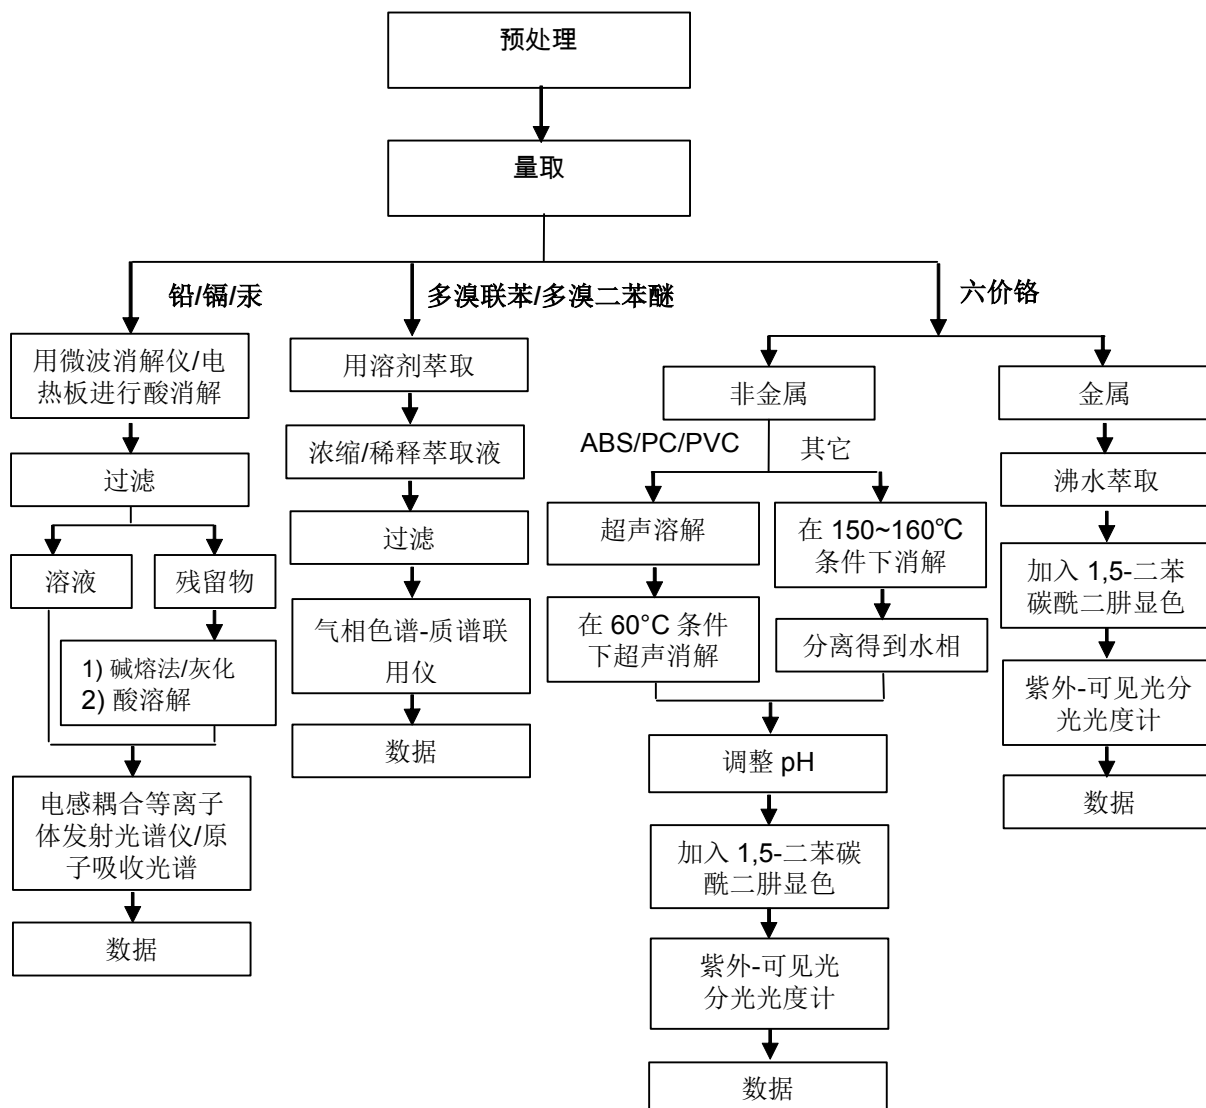 预处理
量取
铅/镉/汞
多溴联苯/多溴二苯醚
六价铬
用微波消解仪/电
热板进行酸消解
过滤
溶液
残留物
1) 碱熔法/灰化
2) 酸溶解
电感耦合等离子
体发射光谱仪/原
子吸收光谱
数据
用溶剂萃取
浓缩/稀释萃取液
过滤
气相色谱-质谱联
用仪
数据
非金属
ABS/PC/PVC
其它
超声溶解
在 60°C 条件
下超声消解
在 150~160℃
条件下消解
分离得到水相
调整 pH
加入 1,5-二苯碳
酰二肼显色
紫外-可见光
分光光度计
数据
金属
沸水萃取
加入 1,5-二苯
碳酰二肼显色
紫外-可见光分
光光度计
数据